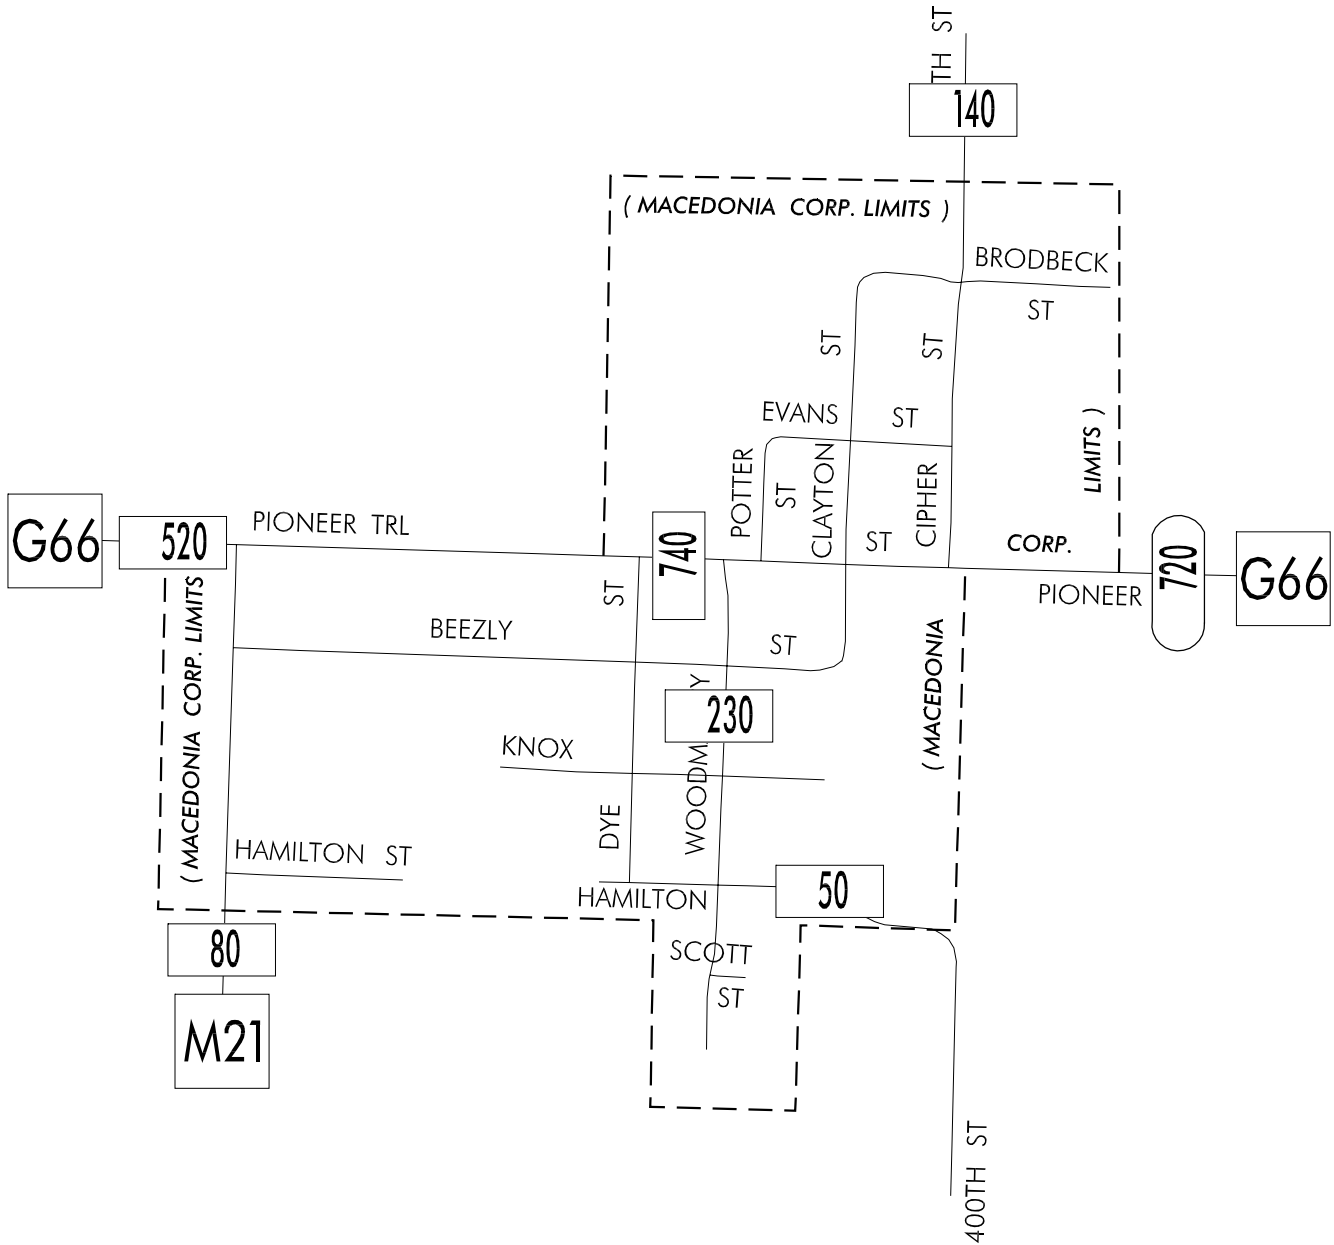 TH ST
140
( MACEDONIA CORP. LIMITS )
BRODBECK
ST
ST
ST
EVANS ST
LIMITS )
POTTER
ST
CLAYTON
CIPHER
G66
520
PIONEER TRL
740
ST
CORP.
720
G66
PIONEER
ST
BEEZLY
ST
( MACEDONIA CORP. LIMITS
( MACEDONIA
230
KNOX
WOODM Y
DYE
HAMILTON ST
HAMILTON
50
80
SCOTT
ST
M21
400TH ST